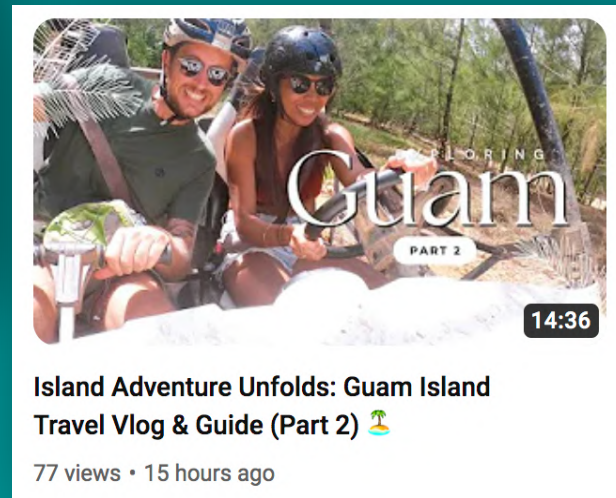 EXPLORING
Guam
PART 2
14:36
Island Adventure Unfolds: Guam Island
Travel Vlog & Guide (Part 2) 🏝️
77 views • 15 hours ago